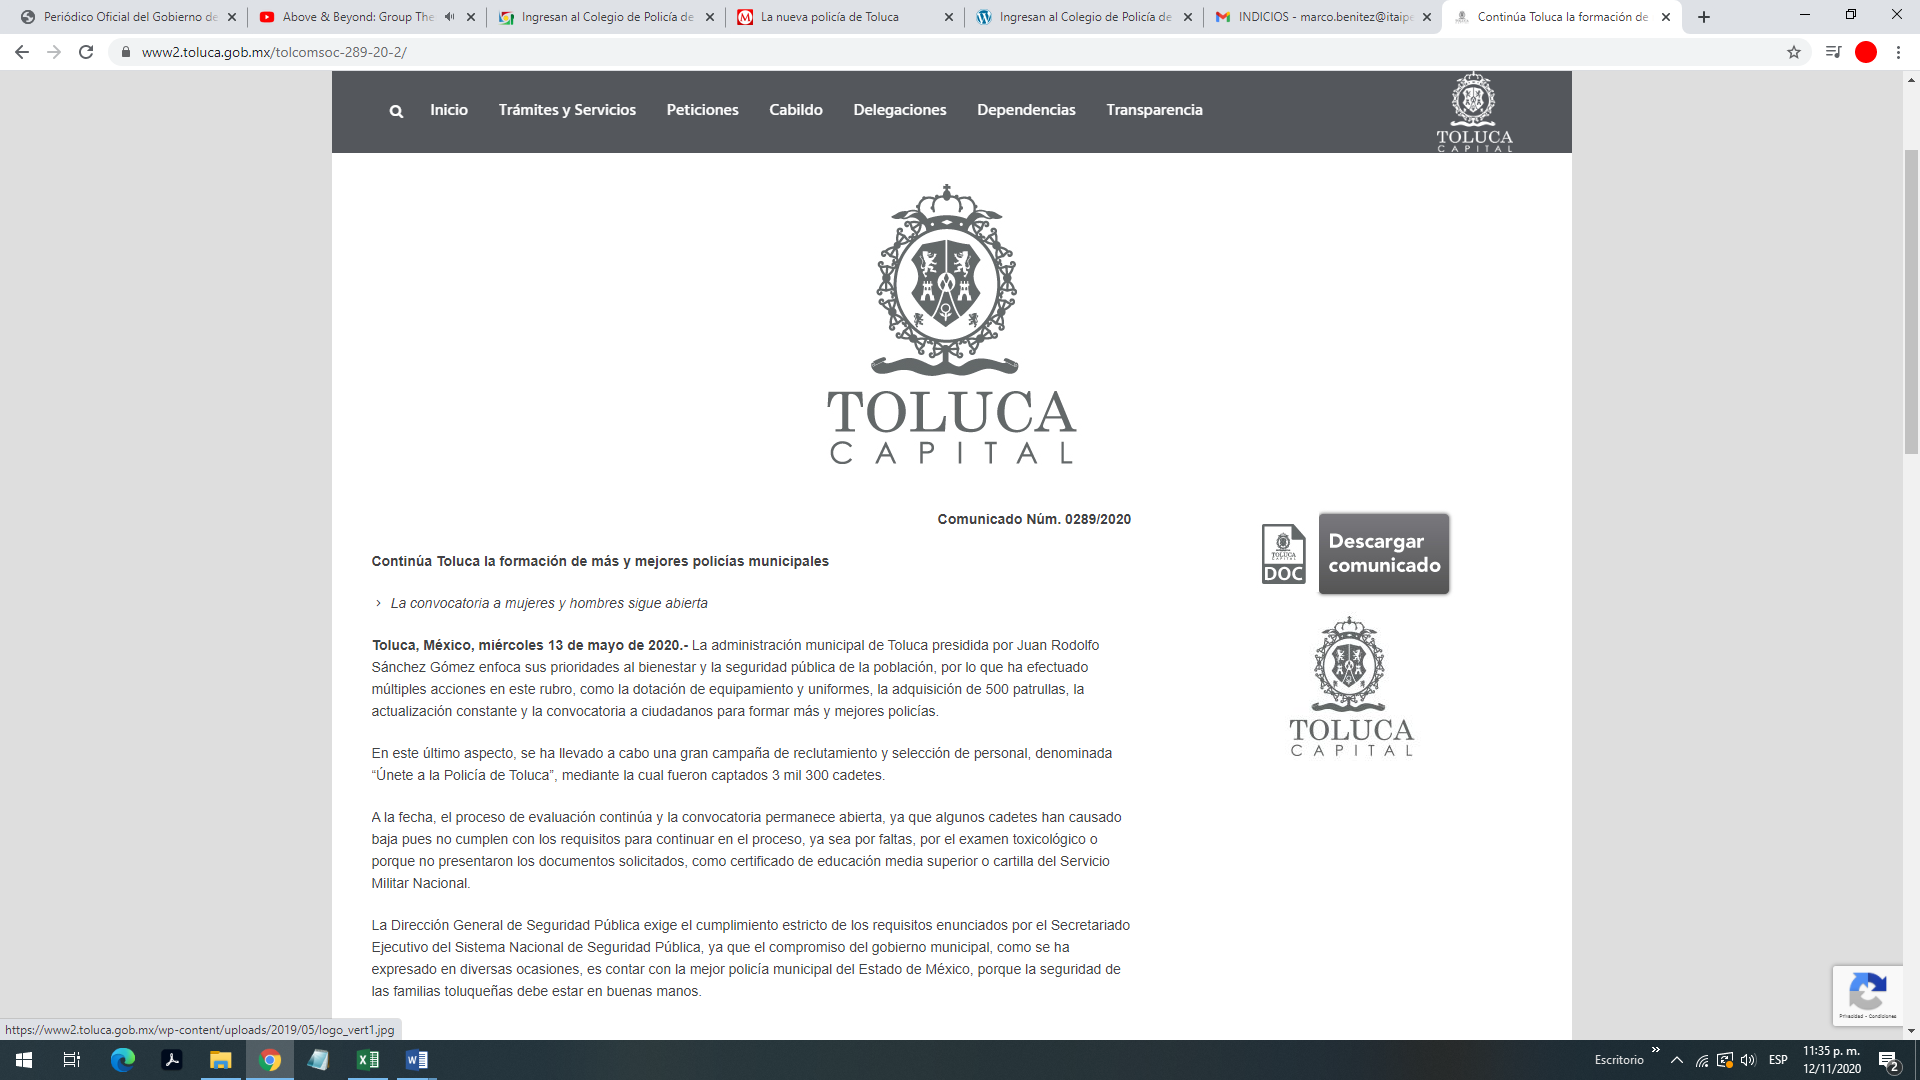 Periódico Oficial del Gobierno de
Above & Beyond: Group The
Ingresan al Colegio de Policía de
La nueva policía de Toluca
Ingresan al Colegio de Policía de
INDICIOS - marco.benitez@itaipe
Continúa Toluca la formación de
www2.toluca.gob.mx/tolcomsoc-289-20-2/
Inicio
Trámites y Servicios
Peticiones
Cabildo
Delegaciones
Dependencias
Transparencia
TOLUCA
CAPITAL
TOLUCA
CAPITAL
Comunicado Núm. 0289/2020
TOLUCA
CAPITAL
DOC
Descargar
comunicado
Continúa Toluca la formación de más y mejores policías municipales
La convocatoria a mujeres y hombres sigue abierta
TOLUCA
CAPITAL
Toluca, México, miércoles 13 de mayo de 2020.- La administración municipal de Toluca presidida por Juan Rodolfo
Sánchez Gómez enfoca sus prioridades al bienestar y la seguridad pública de la población, por lo que ha efectuado
múltiples acciones en este rubro, como la dotación de equipamiento y uniformes, la adquisición de 500 patrullas, la
actualización constante y la convocatoria a ciudadanos para formar más y mejores policías.
En este último aspecto, se ha llevado a cabo una gran campaña de reclutamiento y selección de personal, denominada
“Únete a la Policía de Toluca”, mediante la cual fueron captados 3 mil 300 cadetes.
A la fecha, el proceso de evaluación continúa y la convocatoria permanece abierta, ya que algunos cadetes han causado
baja pues no cumplen con los requisitos para continuar en el proceso, ya sea por faltas, por el examen toxicológico o
porque no presentaron los documentos solicitados, como certificado de educación media superior o cartilla del Servicio
Militar Nacional.
La Dirección General de Seguridad Pública exige el cumplimiento estricto de los requisitos enunciados por el Secretariado
Ejecutivo del Sistema Nacional de Seguridad Pública, ya que el compromiso del gobierno municipal, como se ha
expresado en diversas ocasiones, es contar con la mejor policía municipal del Estado de México, porque la seguridad de
las familias toluqueñas debe estar en buenas manos.
Privacidad - Condiciones
https://www2.toluca.gob.mx/wp-content/uploads/2019/05/logo_vert1.jpg
Escritorio
ESP
11:35 p. m.
12/11/2020
2